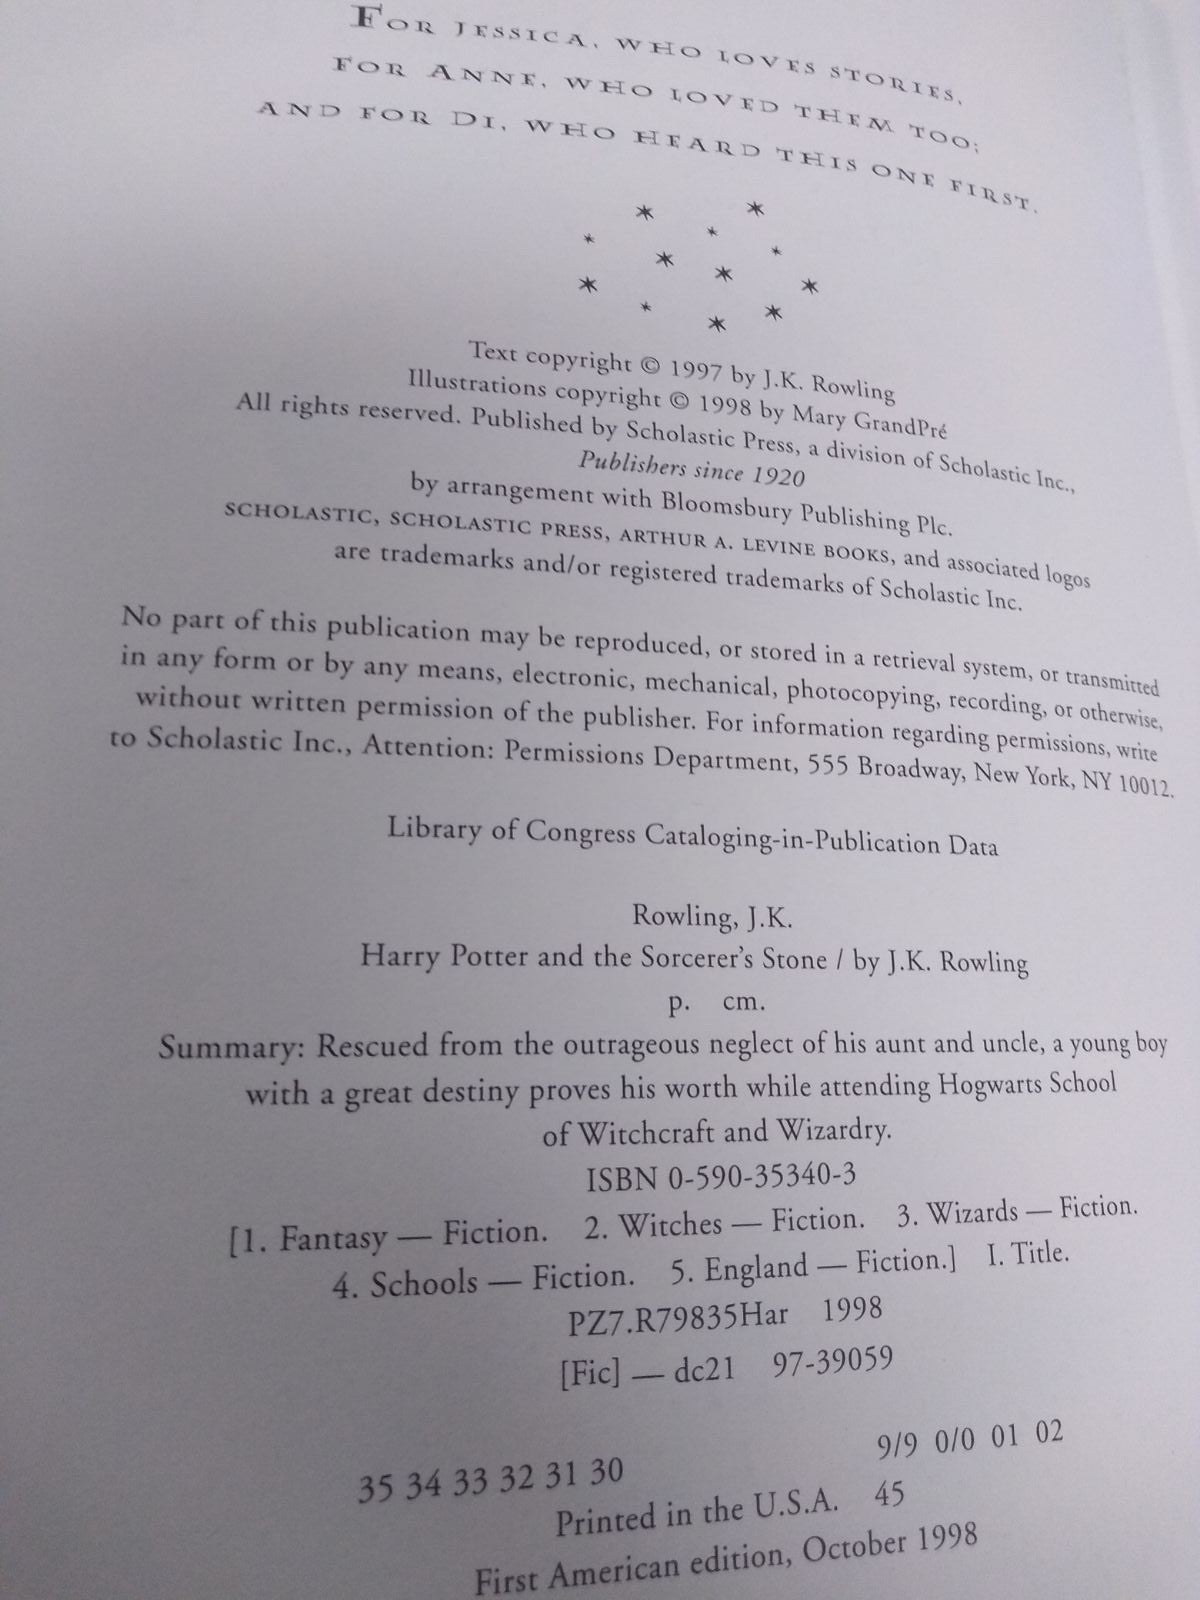 For Jessica, who loves stories,
for Anne, who loved them too;
and for Di, who heard this one first.
Text copyright © 1997 by J.K. Rowling
Illustrations copyright © 1998 by Mary GrandPré
All rights reserved. Published by Scholastic Press, a division of Scholastic Inc.,
Publishers since 1920
by arrangement with Bloomsbury Publishing Plc.
SCHOLASTIC, SCHOLASTIC PRESS, ARTHUR A. LEVINE BOOKS, and associated logos
are trademarks and/or registered trademarks of Scholastic Inc.
No part of this publication may be reproduced, or stored in a retrieval system, or transmitted
in any form or by any means, electronic, mechanical, photocopying, recording, or otherwise,
without written permission of the publisher. For information regarding permissions, write
to Scholastic Inc., Attention: Permissions Department, 555 Broadway, New York, NY 10012.
Library of Congress Cataloging-in-Publication Data
Rowling, J.K.
Harry Potter and the Sorcerer's Stone / by J.K. Rowling
p. cm.
Summary: Rescued from the outrageous neglect of his aunt and uncle, a young boy
with a great destiny proves his worth while attending Hogwarts School
of Witchcraft and Wizardry.
ISBN 0-590-35340-3
[1. Fantasy — Fiction. 2. Witches — Fiction. 3. Wizards — Fiction.
4. Schools — Fiction. 5. England — Fiction.] I. Title.
PZ7.R79835Har 1998
[Fic] — dc21 97-39059
35 34 33 32 31 30 9/9 0/0 01 02
Printed in the U.S.A. 45
First American edition, October 1998